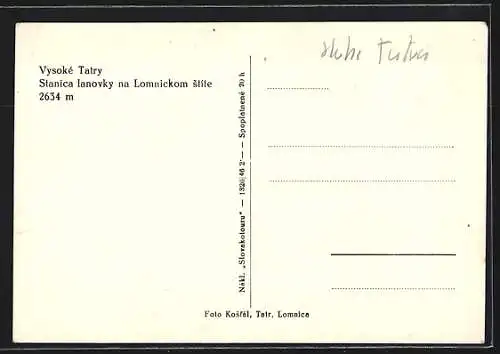 Vysoké Tatry
Stanica lanovky na Lomnickom štíte
2634 m
Nákl. „Slovakotouru" — 1326/46 2 — Spoplatnené 20 h
Foto Košťál, Tatr. Lomnica